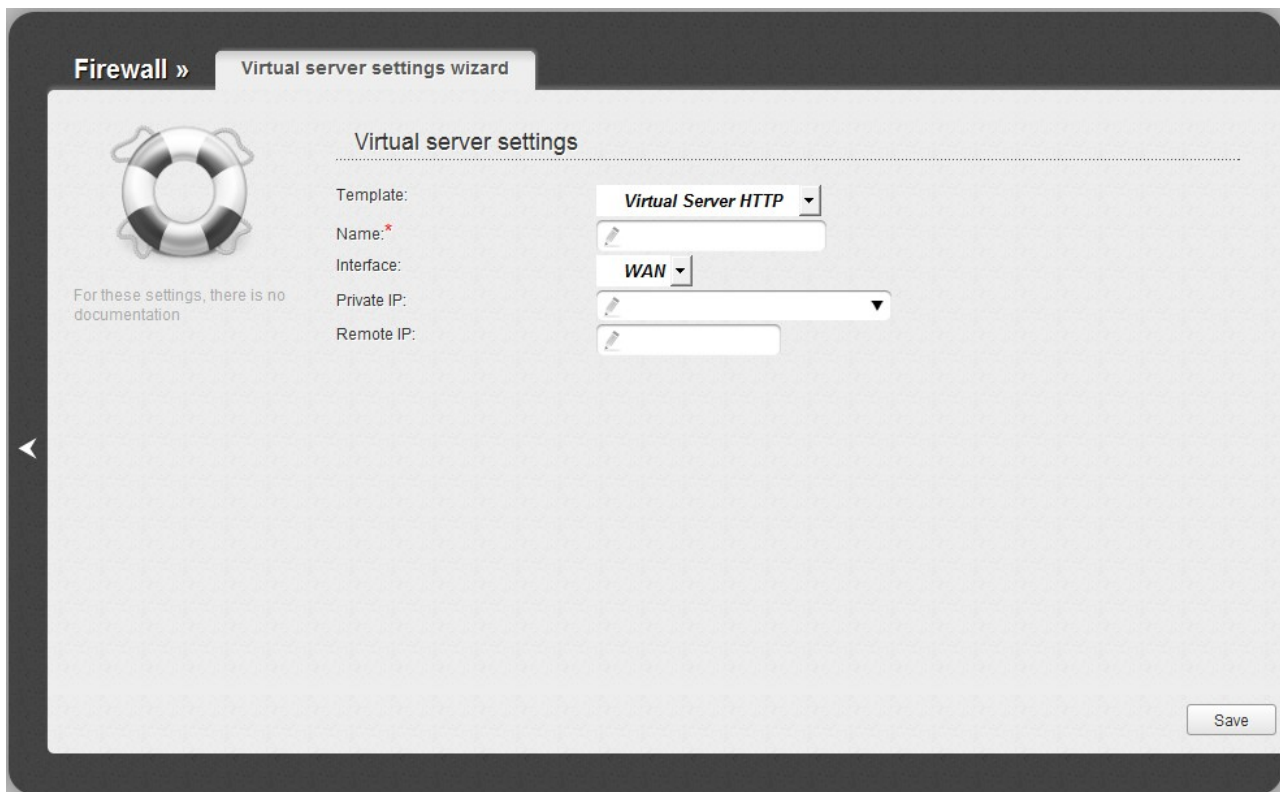 Firewall »
Virtual server settings wizard
Virtual server settings
Template:
Virtual Server HTTP
Name:*
Interface:
WAN
Private IP:
Remote IP:
For these settings, there is no
documentation
Save